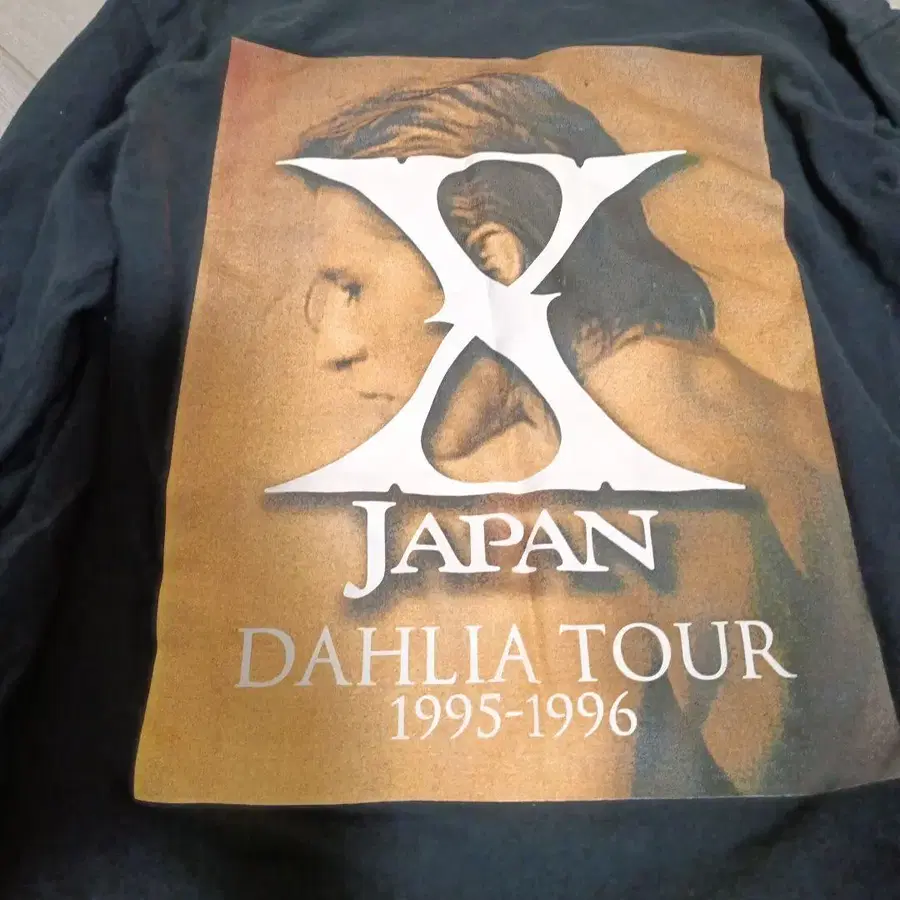 X
JAPAN
DAHLIA TOUR
1995-1996